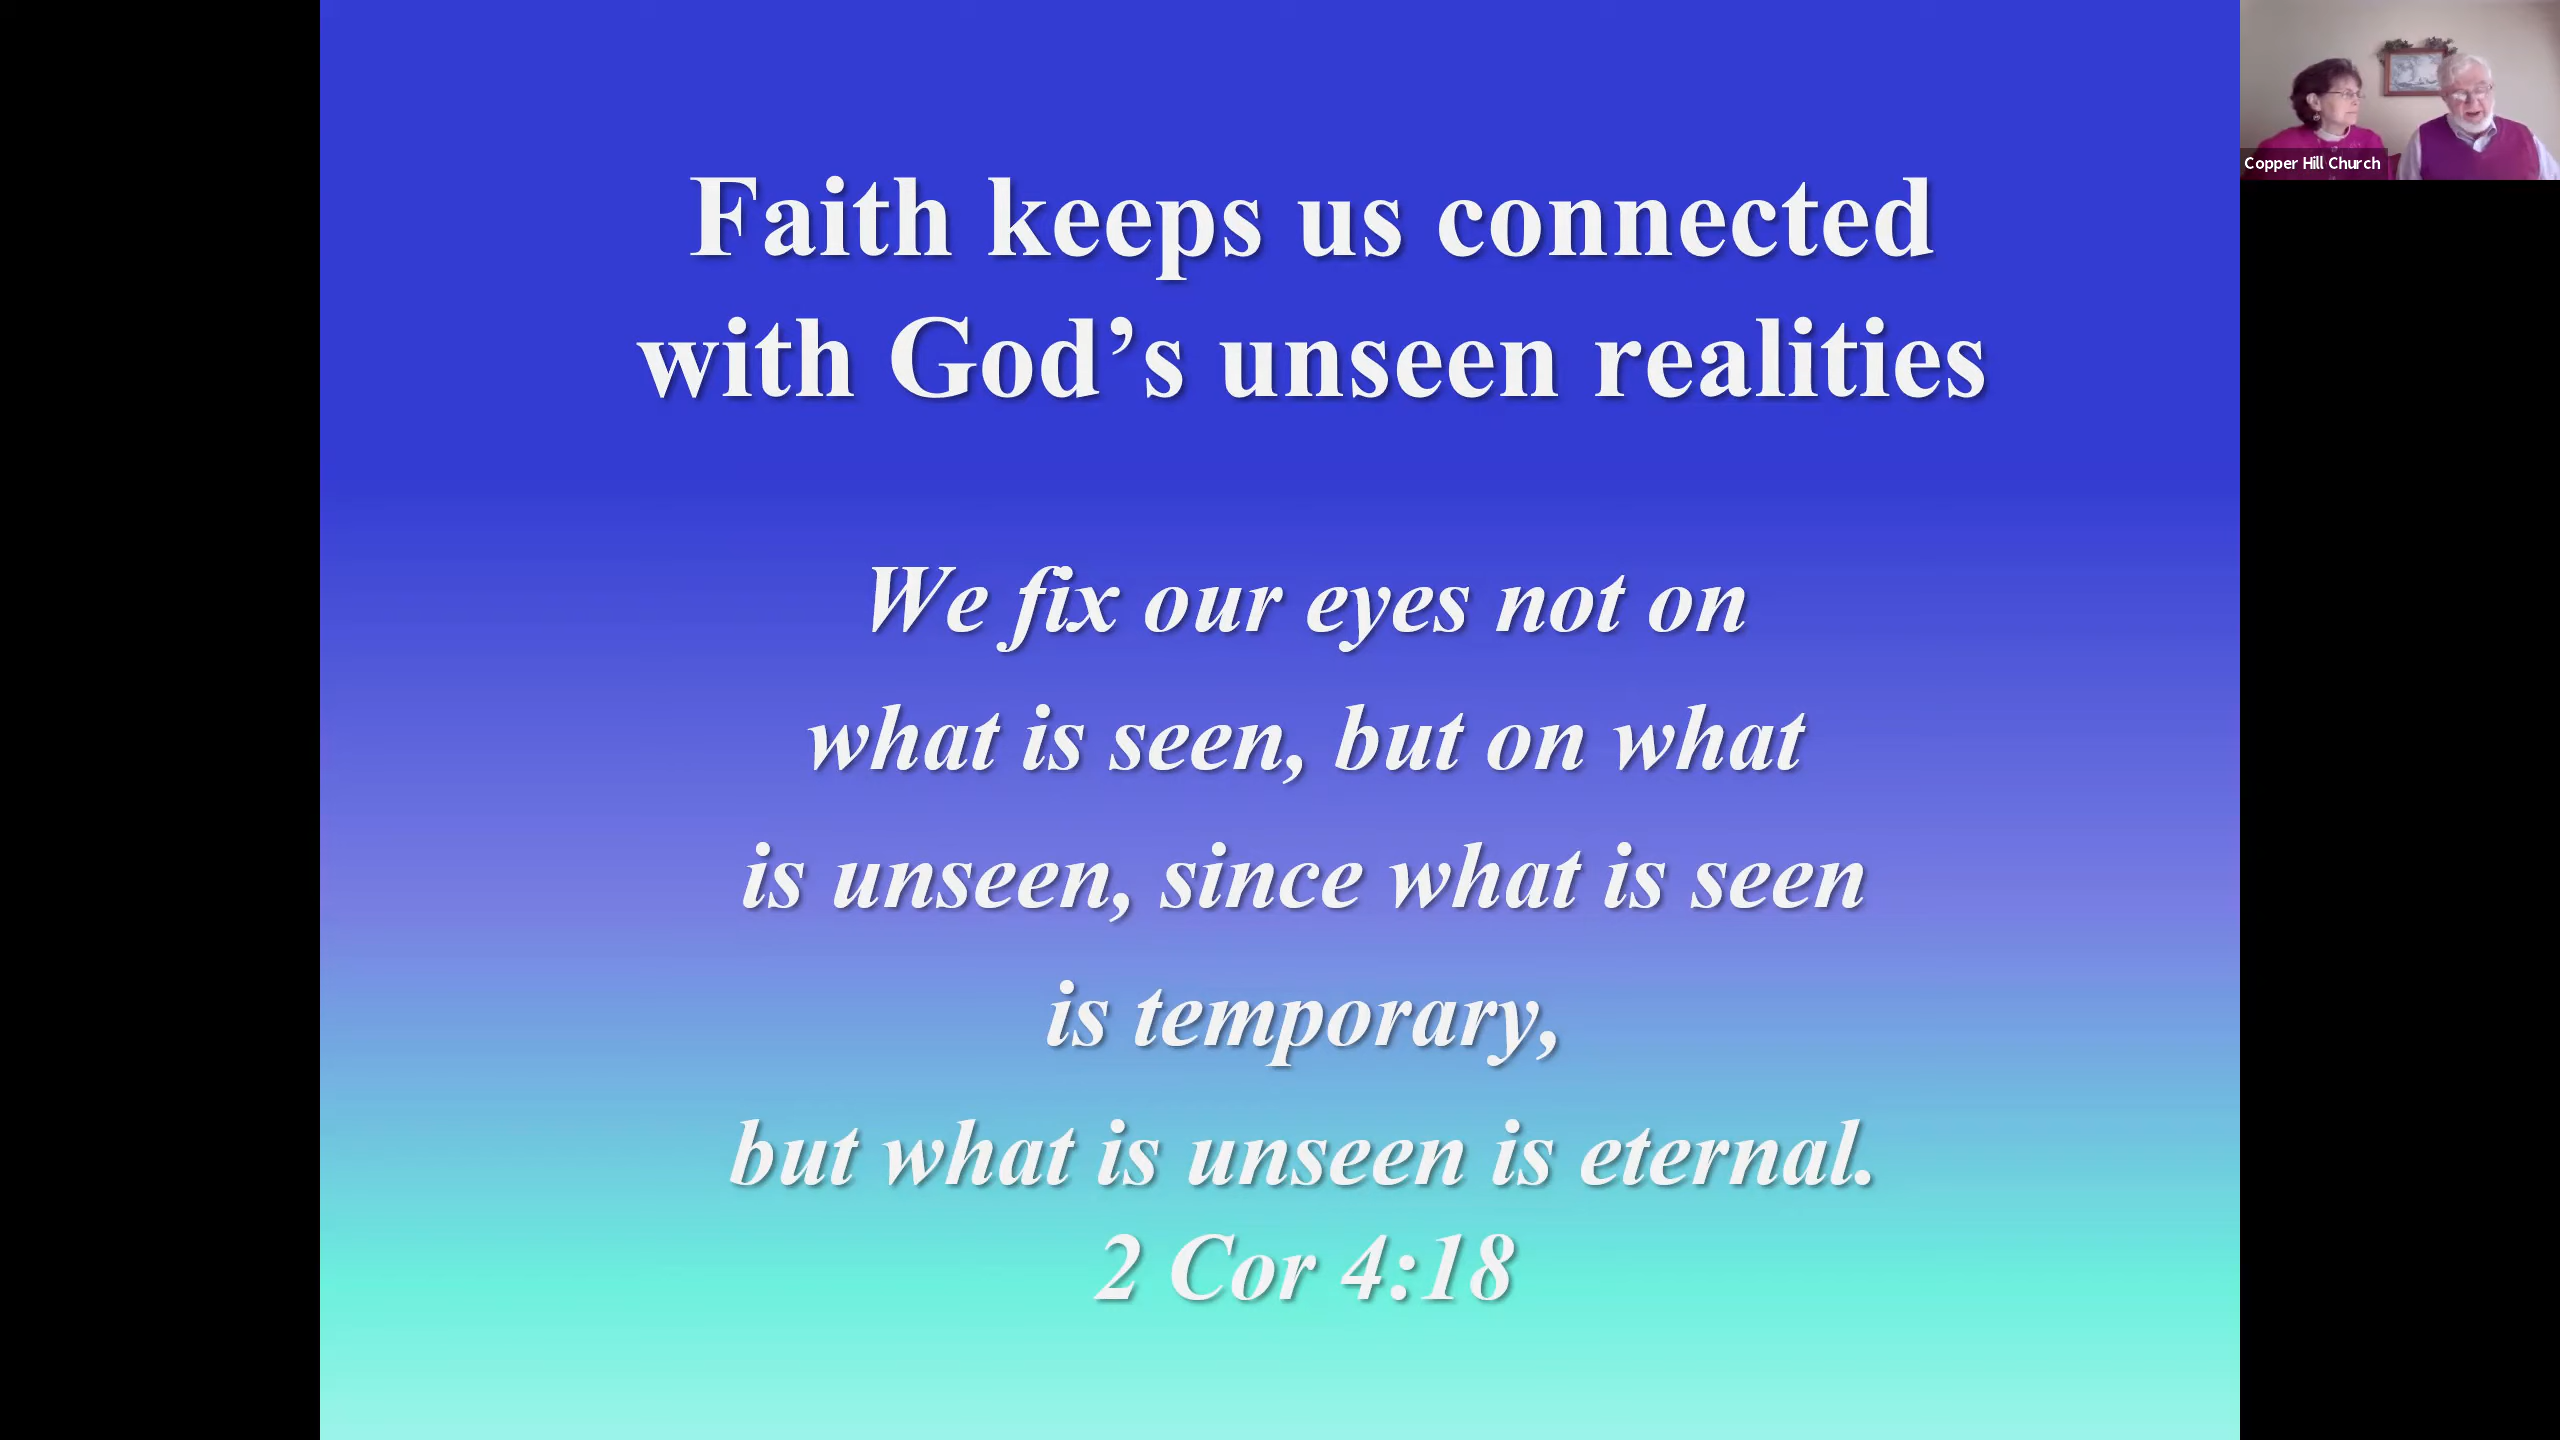 Faith keeps us connected
with God’s unseen realities
We fix our eyes not on
what is seen, but on what
is unseen, since what is seen
is temporary,
but what is unseen is eternal.
2 Cor 4:18
Copper Hill Church